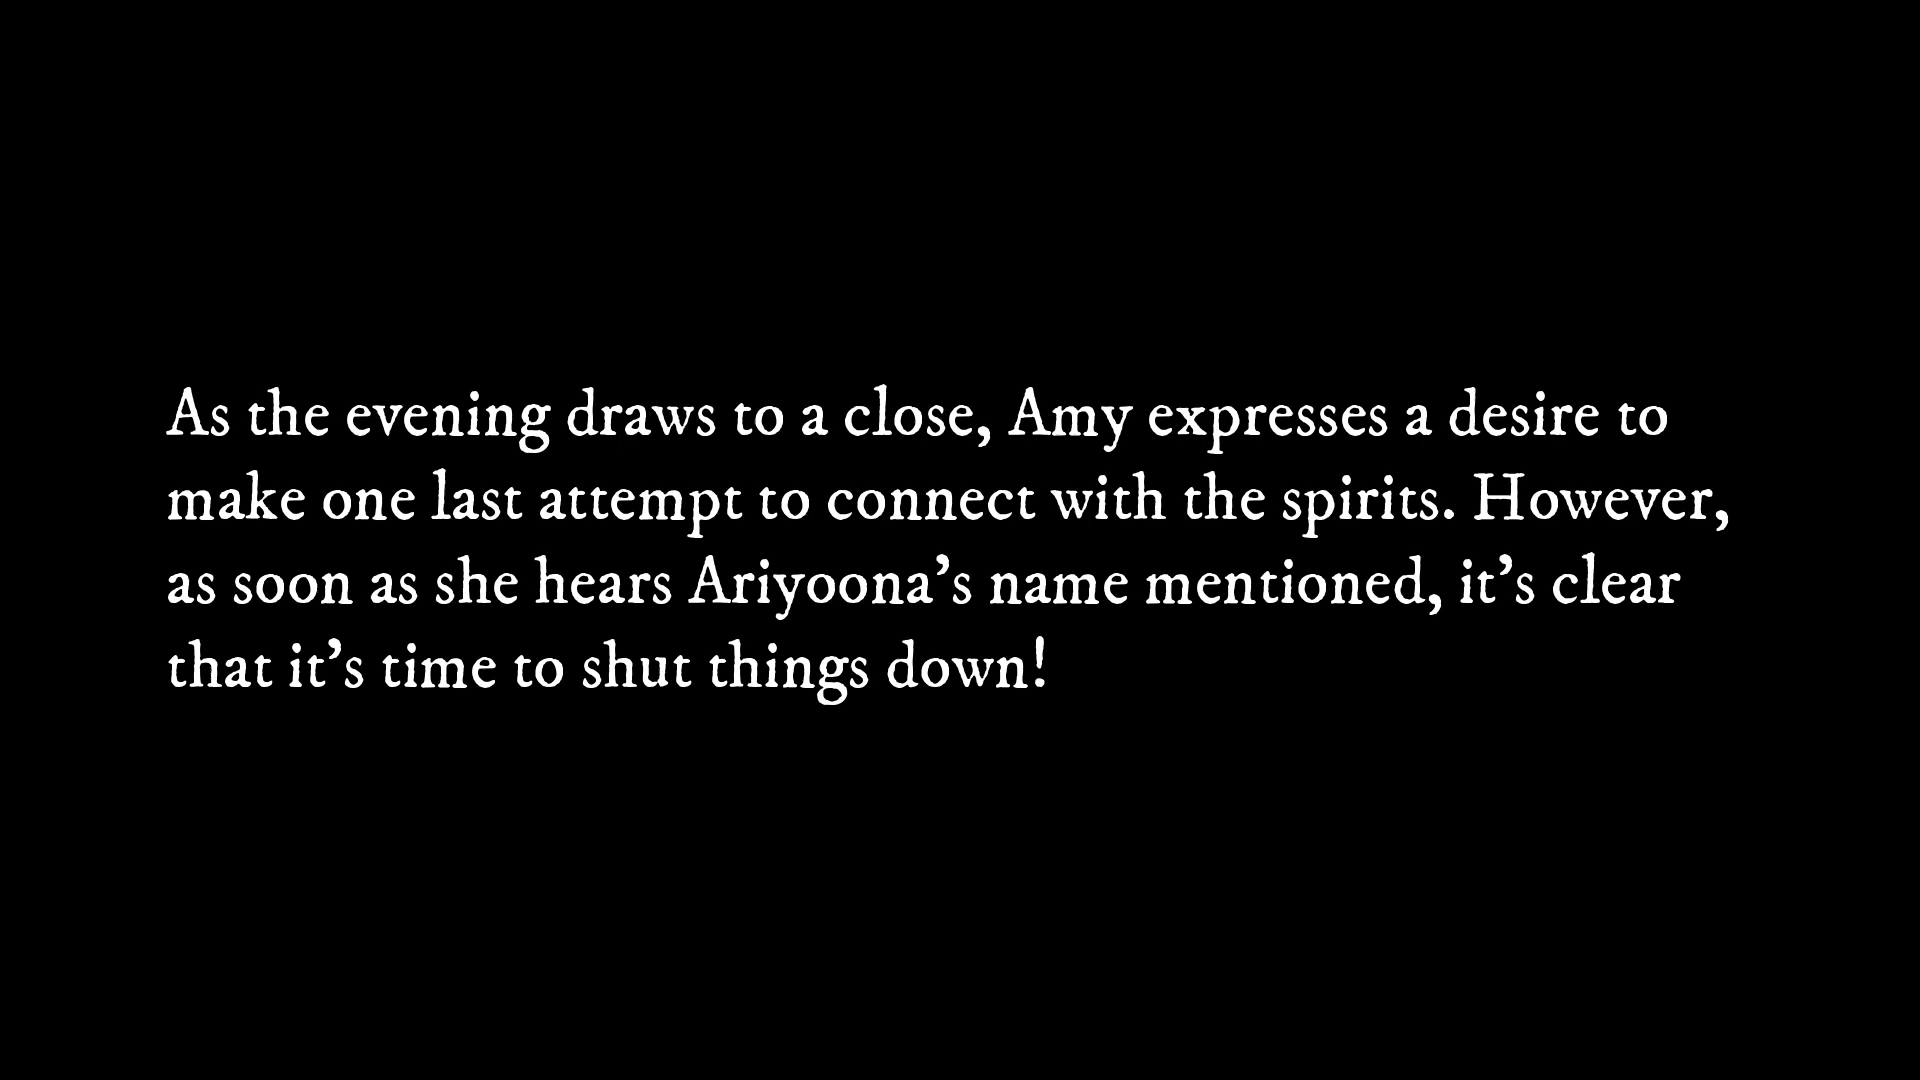 As the evening draws to a close, Amy expresses a desire to
make one last attempt to connect with the spirits. However,
as soon as she hears Ariyoona’s name mentioned, it’s clear
that it’s time to shut things down!